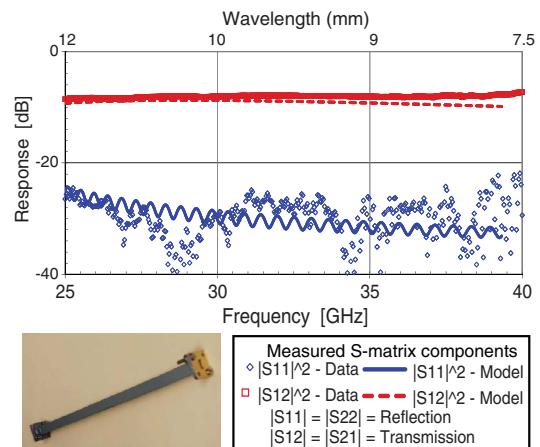 Wavelength (mm)
12 10 9 7.5
Response [dB]
0
-20
-40
25 30 35 40
Frequency [GHz]
Measured S-matrix components
|S11|^2 - Data |S11|^2 - Model
|S12|^2 - Data |S12|^2 - Model
|S11| = |S22| = Reflection
|S12| = |S21| = Transmission